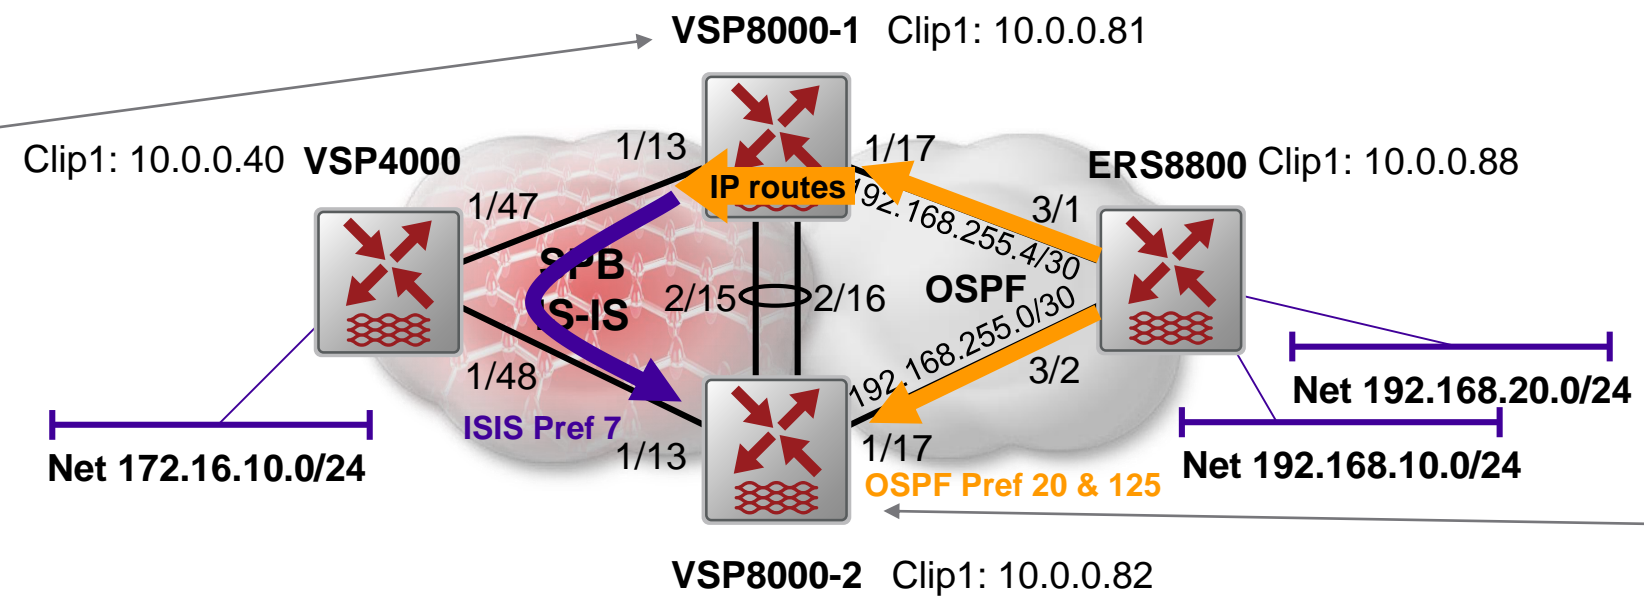 VSP8000-1 Clip1: 10.0.0.81
Clip1: 10.0.0.40 VSP4000
1/13
1/17
ERS8800 Clip1: 10.0.0.88
IP routes
1/47
3/1
192.168.255.4/30
SPB
IS-IS
2/15
2/16
OSPF
192.168.255.0/30
1/48
3/2
Net 192.168.20.0/24
ISIS Pref 7
1/13
1/17
Net 172.16.10.0/24
Net 192.168.10.0/24
OSPF Pref 20 & 125
VSP8000-2 Clip1: 10.0.0.82